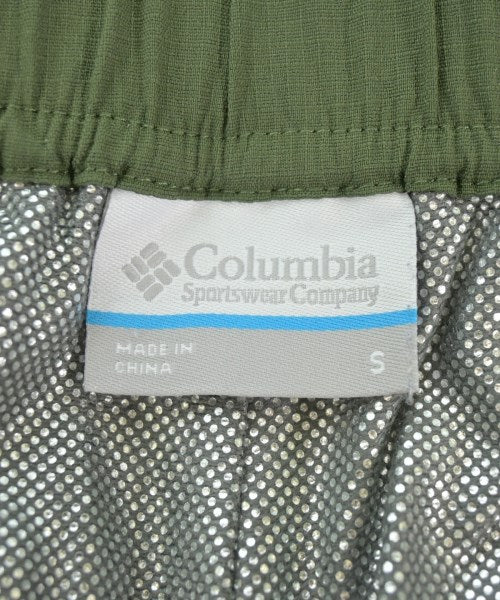 Columbia
Sportswear Company
MADE IN
CHINA
S